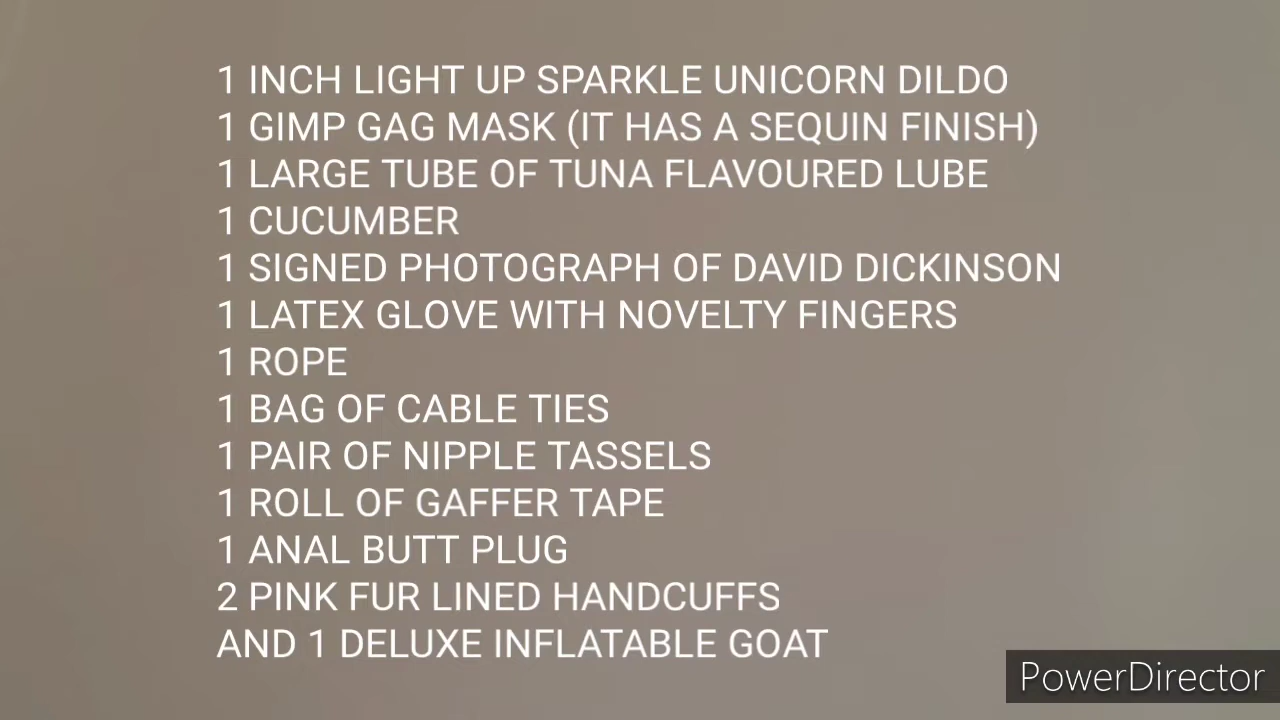 1 INCH LIGHT UP SPARKLE UNICORN DILDO
1 GIMP GAG MASK (IT HAS A SEQUIN FINISH)
1 LARGE TUBE OF TUNA FLAVOURED LUBE
1 CUCUMBER
1 SIGNED PHOTOGRAPH OF DAVID DICKINSON
1 LATEX GLOVE WITH NOVELTY FINGERS
1 ROPE
1 BAG OF CABLE TIES
1 PAIR OF NIPPLE TASSELS
1 ROLL OF GAFFER TAPE
1 ANAL BUTT PLUG
2 PINK FUR LINED HANDCUFFS
AND 1 DELUXE INFLATABLE GOAT
PowerDirector